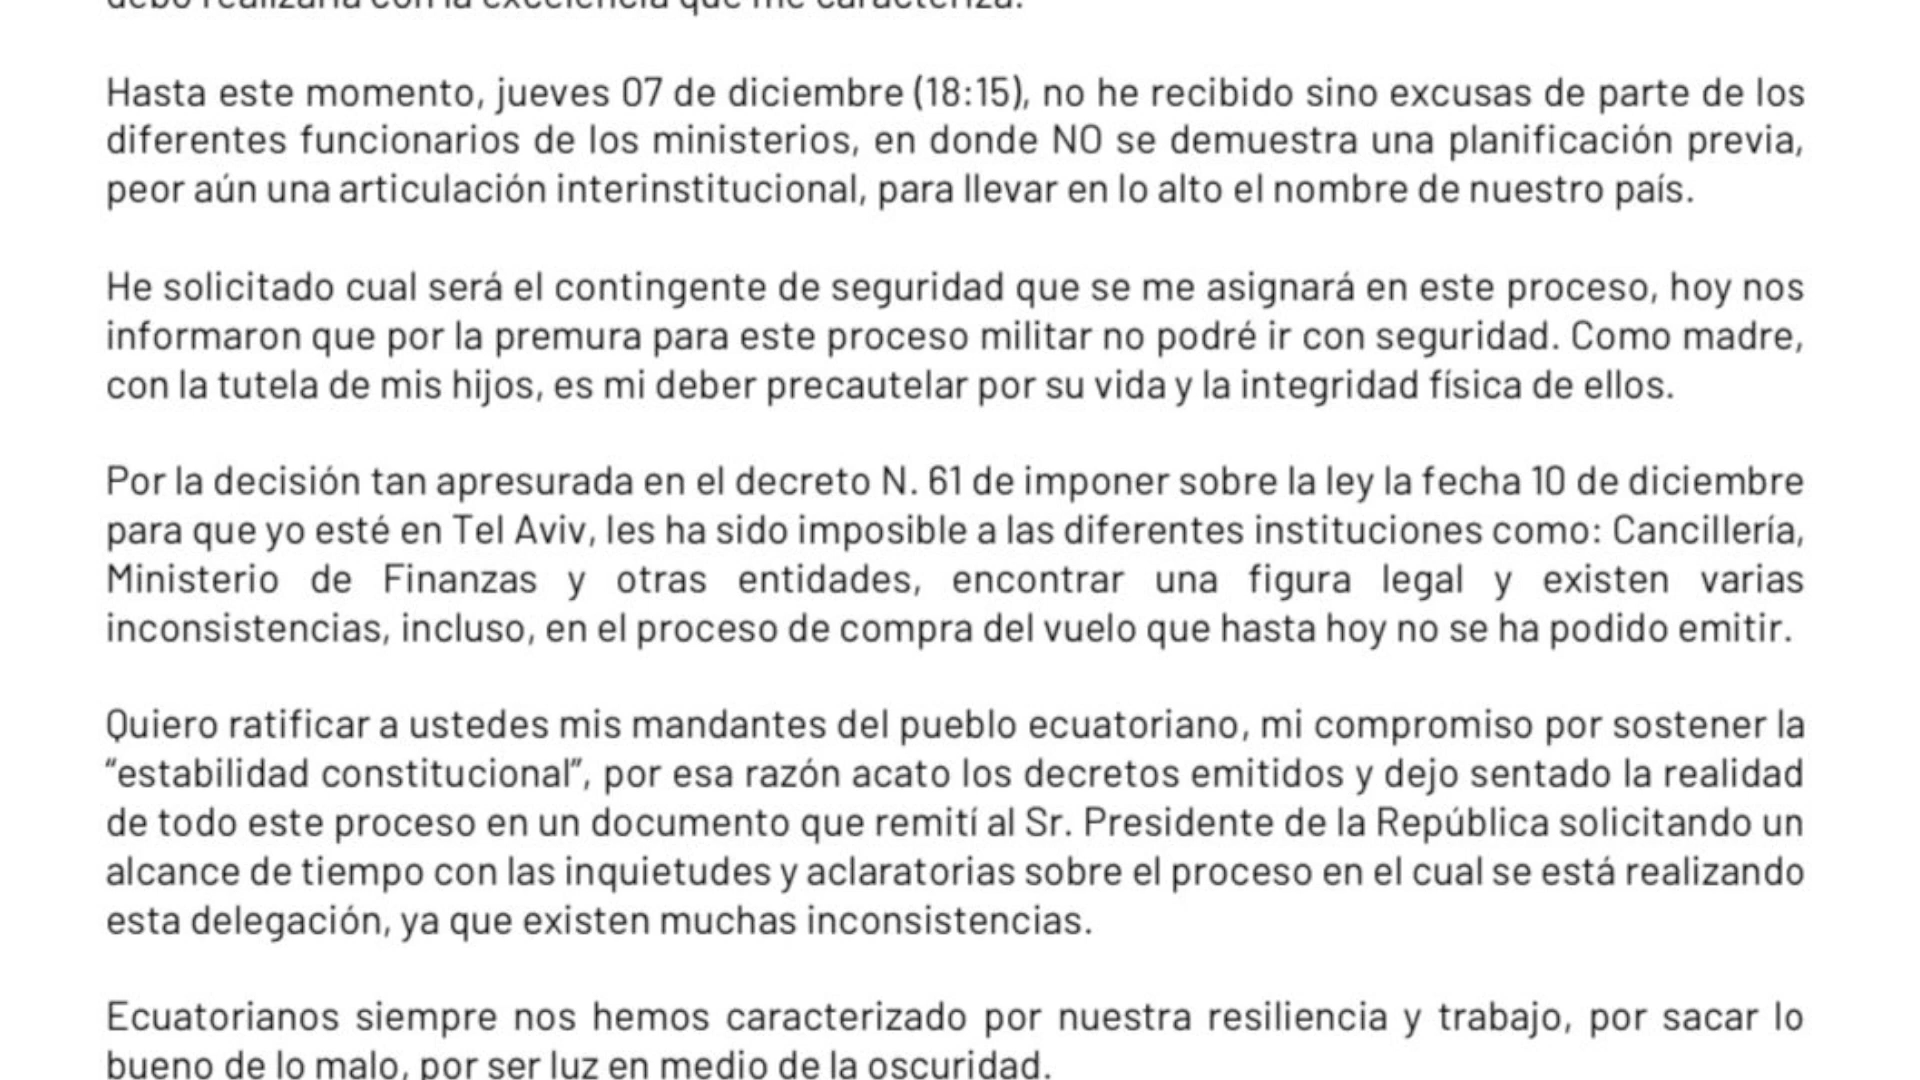 debo realizarla con la excelencia que me caracteriza.
Hasta este momento, jueves 07 de diciembre (18:15), no he recibido sino excusas de parte de los
diferentes funcionarios de los ministerios, en donde NO se demuestra una planificación previa,
peor aún una articulación interinstitucional, para llevar en lo alto el nombre de nuestro país.
He solicitado cual será el contingente de seguridad que se me asignará en este proceso, hoy nos
informaron que por la premura para este proceso militar no podré ir con seguridad. Como madre,
con la tutela de mis hijos, es mi deber precautelar por su vida y la integridad física de ellos.
Por la decisión tan apresurada en el decreto N. 61 de imponer sobre la ley la fecha 10 de diciembre
para que yo esté en Tel Aviv, les ha sido imposible a las diferentes instituciones como: Cancillería,
Ministerio de Finanzas y otras entidades, encontrar una figura legal y existen varias
inconsistencias, incluso, en el proceso de compra del vuelo que hasta hoy no se ha podido emitir.
Quiero ratificar a ustedes mis mandantes del pueblo ecuatoriano, mi compromiso por sostener la
“estabilidad constitucional”, por esa razón acato los decretos emitidos y dejo sentado la realidad
de todo este proceso en un documento que remití al Sr. Presidente de la República solicitando un
alcance de tiempo con las inquietudes y aclaratorias sobre el proceso en el cual se está realizando
esta delegación, ya que existen muchas inconsistencias.
Ecuatorianos siempre nos hemos caracterizado por nuestra resiliencia y trabajo, por sacar lo
bueno de lo malo, por ser luz en medio de la oscuridad.